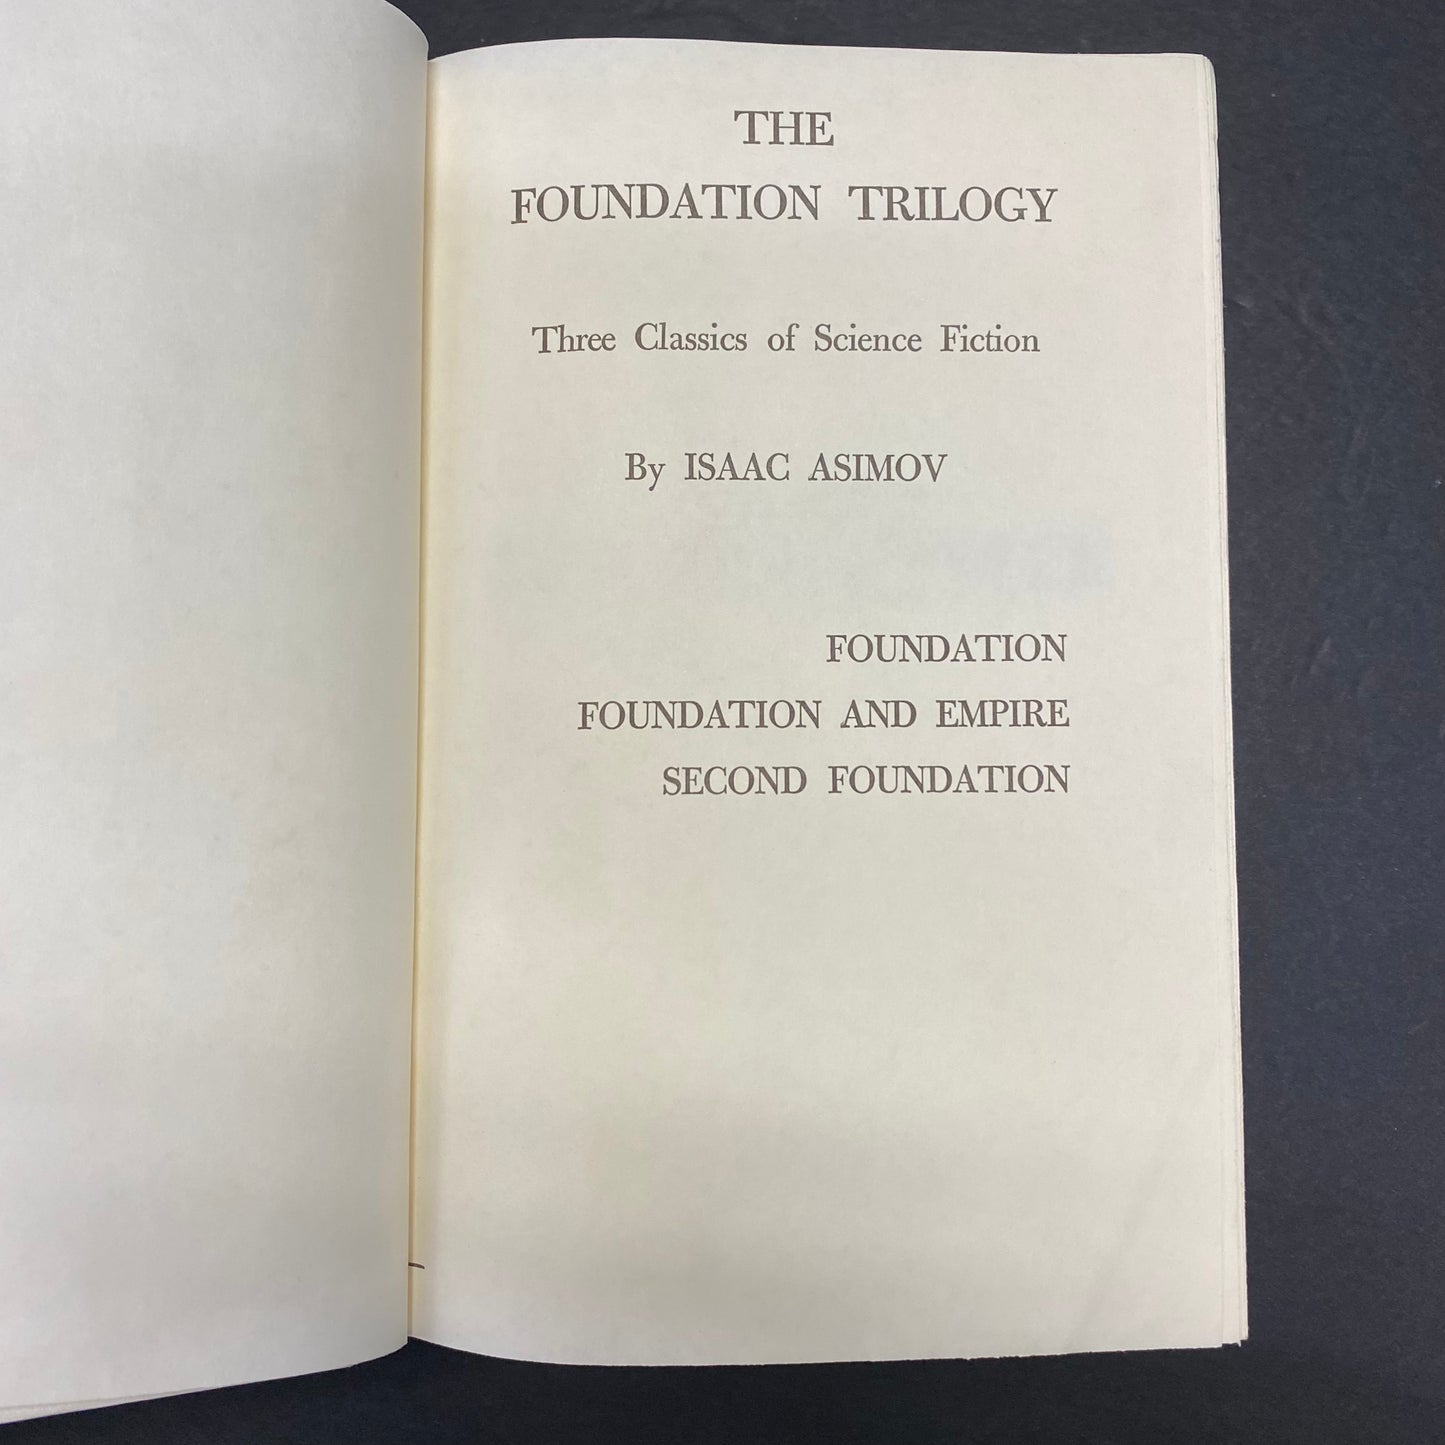 THE
FOUNDATION TRILOGY
Three Classics of Science Fiction
By ISAAC ASIMOV
FOUNDATION
FOUNDATION AND EMPIRE
SECOND FOUNDATION